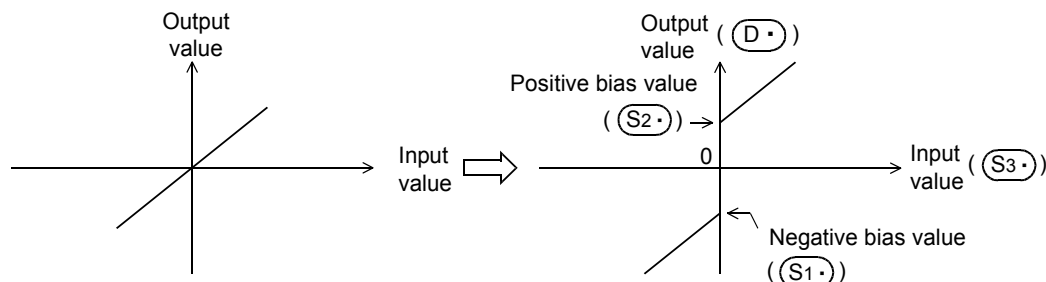 Output
value
Input
value
Output
value ( D· )
Positive bias value
( S2· )
0
Input
value ( S3· )
Negative bias value
( S1· )